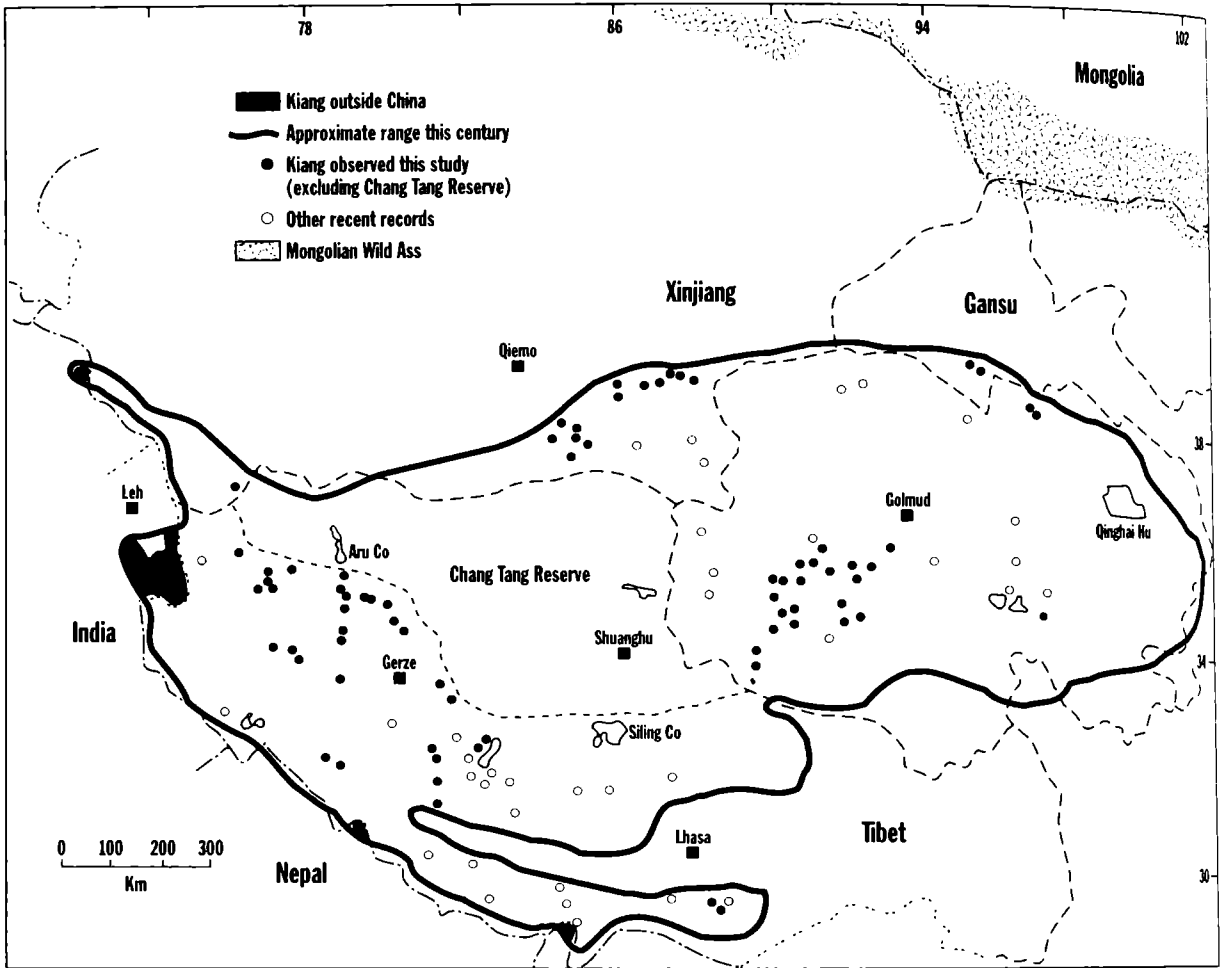 78
86
94
102
Mongolia
Kiang outside China
Approximate range this century
Kiang observed this study
(excluding Chang Tang Reserve)
Other recent records
Mongolian Wild Ass
Xinjiang
Gansu
Qiemo
38
Leh
Golmud
Qinghai Hu
Aru Co
Chang Tang Reserve
India
Shuanghu
Gerze
34
Siling Co
Lhasa
Tibet
0 100 200 300
Km
Nepal
30